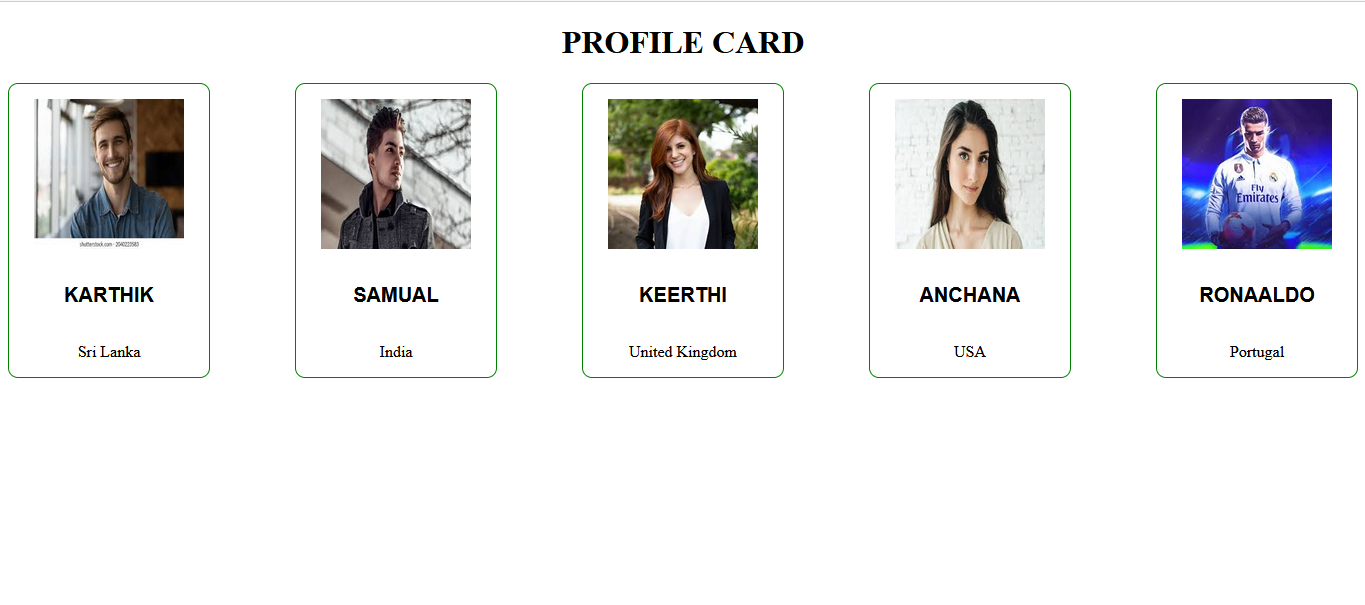 PROFILE CARD
shutterstock.com · 2040223583
Fly
Emirates
KARTHIK
SAMUAL
KEERTHI
ANCHANA
RONAALDO
Sri Lanka
India
United Kingdom
USA
Portugal